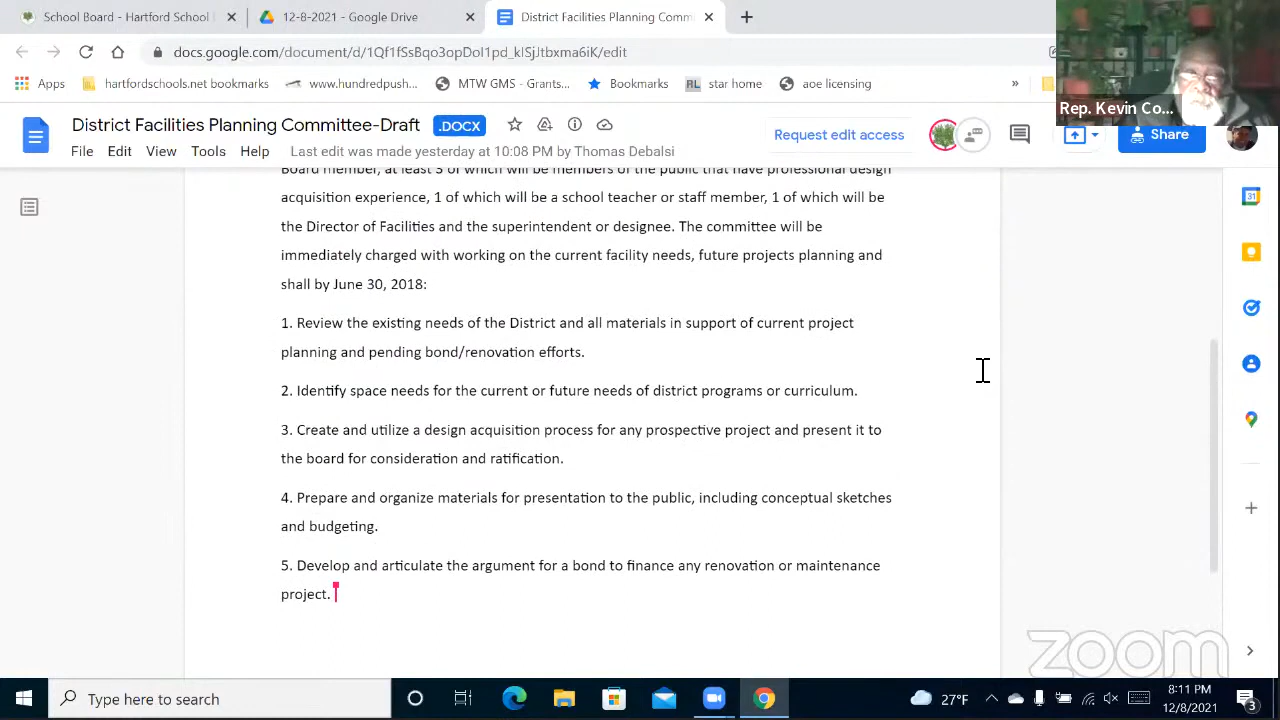 School Board - Hartford School
12-8-2021 - Google Drive
District Facilities Planning Comm
docs.google.com/document/d/1Qf1fSsBqo3opDol1pd_kISjJtbxma6iK/edit
Apps
hartfordschools.net bookmarks
www.hundredpush...
MTW GMS - Grants...
Bookmarks
RL star home
aoe licensing
»
Rep. Kevin Co...
District Facilities Planning Committee-Draft .DOCX
Request edit access
Share
File Edit View Tools Help Last edit was made yesterday at 10:08 PM by Thomas Debalsi
Board member, at least 3 of which will be members of the public that have professional design
acquisition experience, 1 of which will be a school teacher or staff member, 1 of which will be
the Director of Facilities and the superintendent or designee. The committee will be
immediately charged with working on the current facility needs, future projects planning and
shall by June 30, 2018:
1. Review the existing needs of the District and all materials in support of current project
planning and pending bond/renovation efforts.
2. Identify space needs for the current or future needs of district programs or curriculum.
3. Create and utilize a design acquisition process for any prospective project and present it to
the board for consideration and ratification.
4. Prepare and organize materials for presentation to the public, including conceptual sketches
and budgeting.
5. Develop and articulate the argument for a bond to finance any renovation or maintenance
project.
31
zoom
Type here to search
27°F
8:11 PM
12/8/2021
3